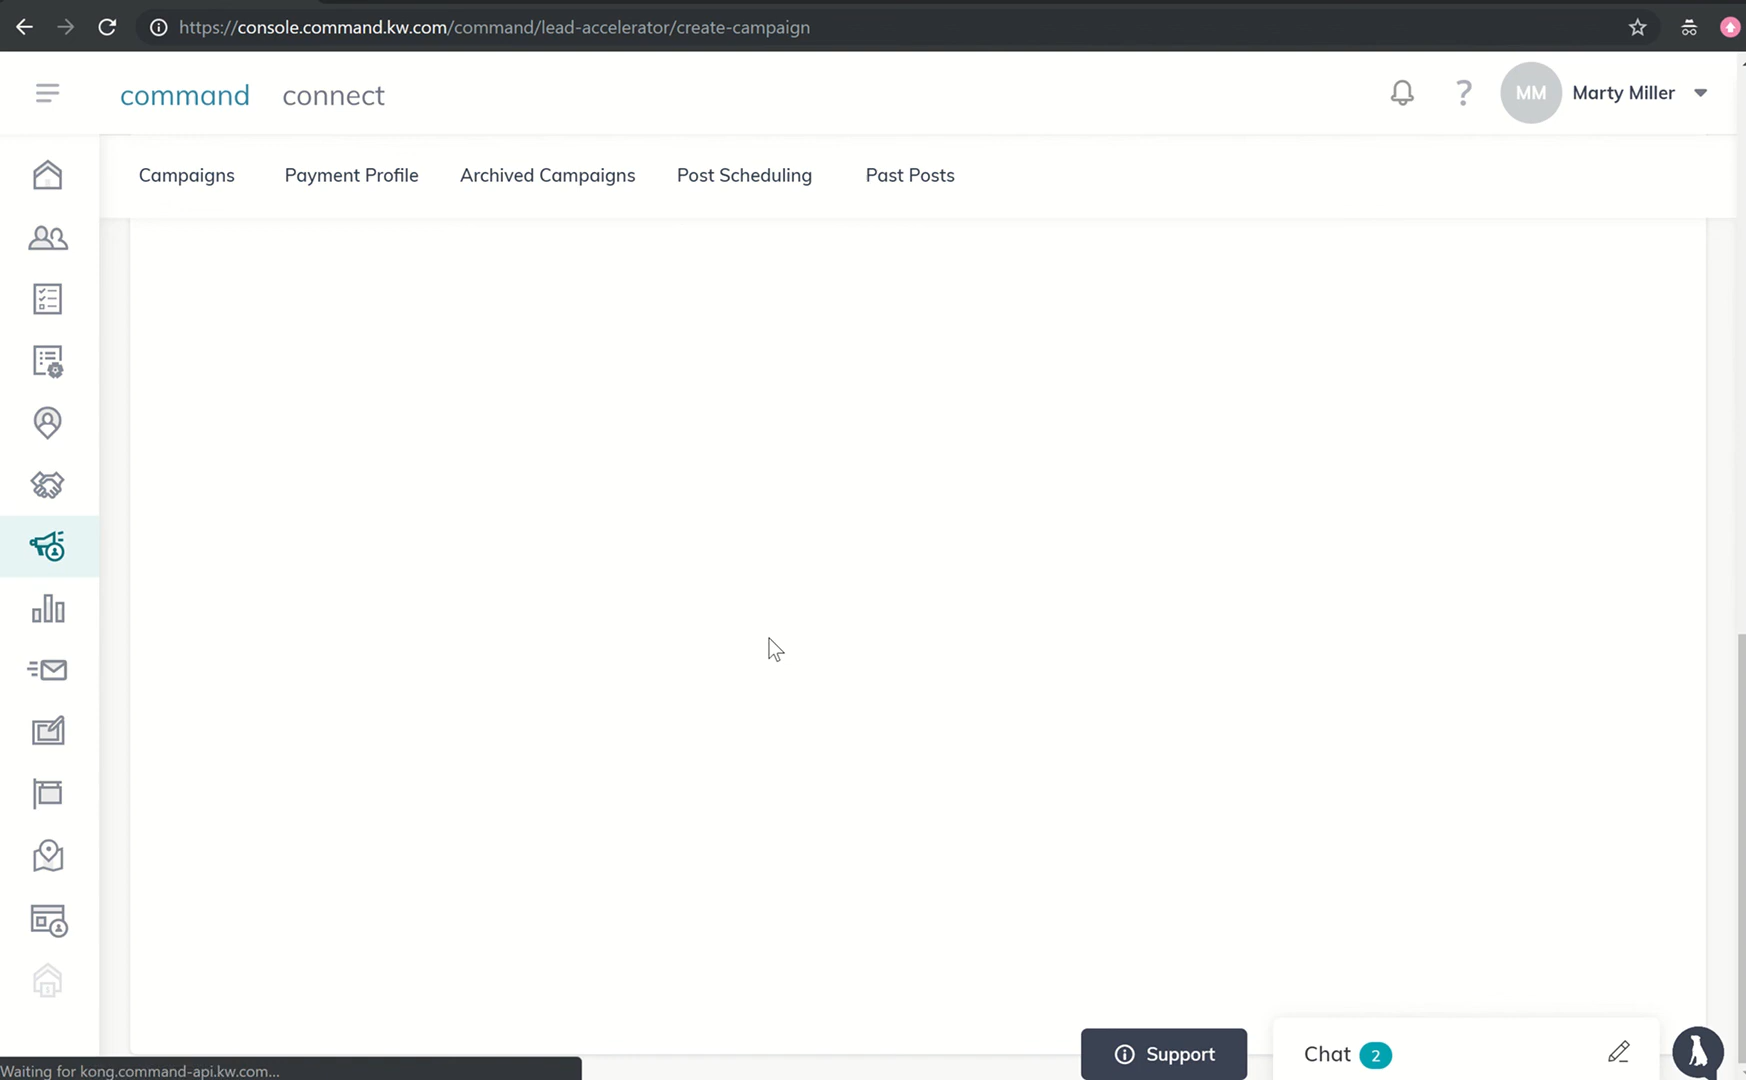 https://console.command.kw.com/command/lead-accelerator/create-campaign
command connect
? MM Marty Miller
Campaigns Payment Profile Archived Campaigns Post Scheduling Past Posts
Support Chat 2
Waiting for kong.command-api.kw.com...